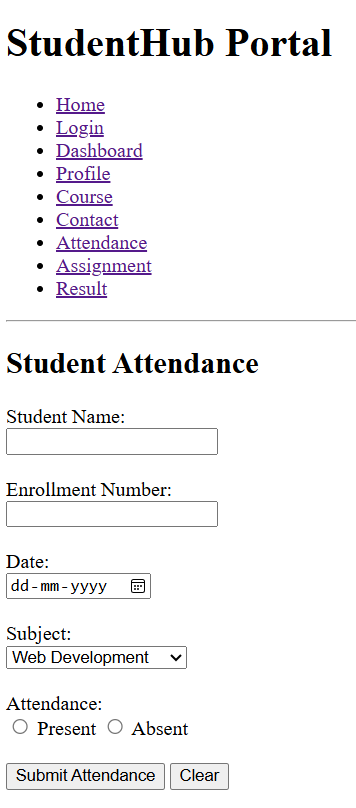 StudentHub Portal
Home
Login
Dashboard
Profile
Course
Contact
Attendance
Assignment
Result
Student Attendance
Student Name:
Enrollment Number:
Date:
dd-mm-yyyy
Subject:
Web Development
Attendance:
Present Absent
Submit Attendance Clear